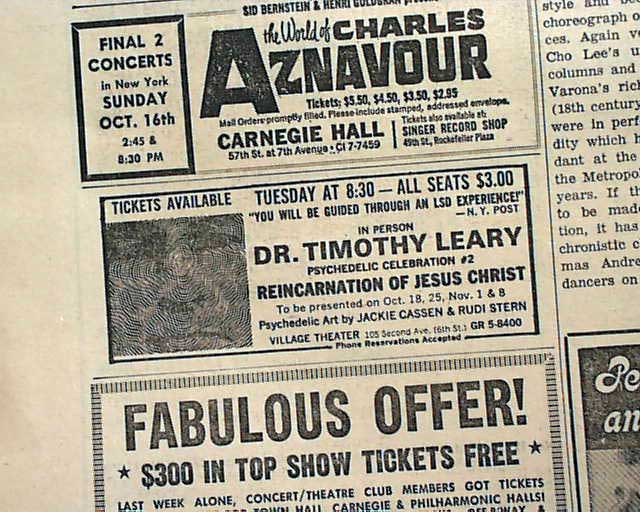 SID BERNSTEIN & HENRI GOLDGRAN
the World of CHARLES
AZNAVOUR
FINAL 2
CONCERTS
in New York
SUNDAY
OCT. 16th
2:45 &
8:30 PM
Tickets: $5.50, $4.50, $3.50, $2.95
Mail Orders promptly filled. Please include stamped, addressed envelope.
CARNEGIE HALL
57th St. at 7th Avenue • CI 7-7459
Tickets also available at:
SINGER RECORD SHOP
49th St., Rockefeller Plaza
TICKETS AVAILABLE
TUESDAY AT 8:30 — ALL SEATS $3.00
"YOU WILL BE GUIDED THROUGH AN LSD EXPERIENCE!"
— N. Y. POST
IN PERSON
DR. TIMOTHY LEARY
PSYCHEDELIC CELEBRATION #2
REINCARNATION OF JESUS CHRIST
To be presented on Oct. 18, 25, Nov. 1 & 8
Psychedelic Art by JACKIE CASSEN & RUDI STERN
VILLAGE THEATER 105 Second Ave. (6th St.) GR 5-8400
Phone Reservations Accepted
FABULOUS OFFER!
★ $300 IN TOP SHOW TICKETS FREE ★
LAST WEEK ALONE, CONCERT/THEATRE CLUB MEMBERS GOT TICKETS
TOWN HALL, CARNEGIE & PHILHARMONIC HALLS!
style and
choreograph
ces. Again
Cho Lee's
columns and
Varona's
(18th century
were in
dity which
dant at the
the Metropol
years. If
to be mad
tion, it has
chronistic
mas Andre
dancers on